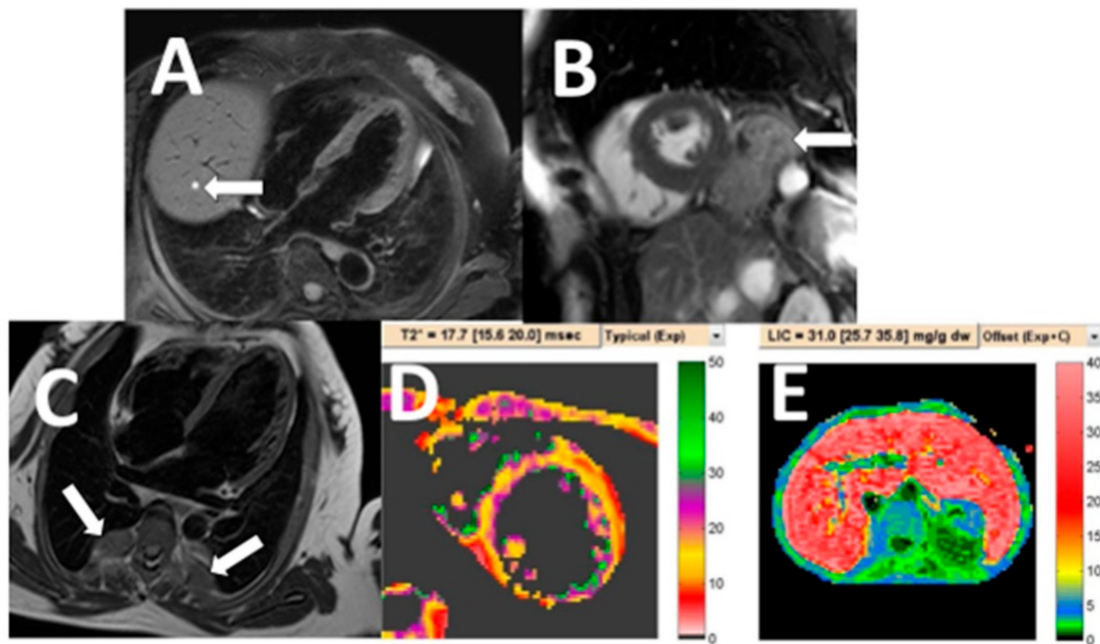 A
B
C
T2* = 17.7 [15.6 20.0] msec
Typical (Exp)
D
50
40
30
20
10
0
LIC = 31.0 [25.7 35.8] mg/g dw
Offset (Exp+C)
E
40
35
30
25
20
15
10
5
0